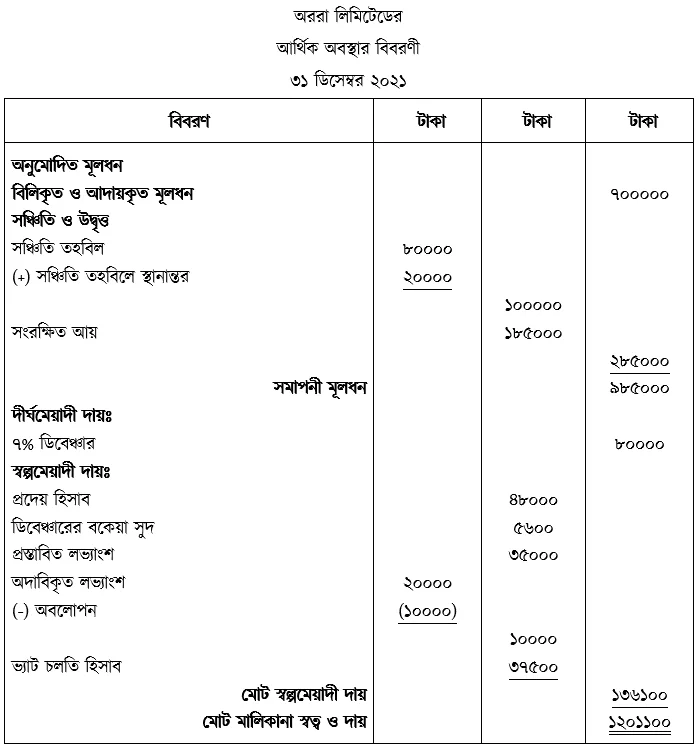 অররা লিমিটেডের
আর্থিক অবস্থার বিবরণী
৩১ ডিসেম্বর ২০২১
বিবরণ টাকা টাকা টাকা
অনুমোদিত মূলধন
বিলিকৃত ও আদায়কৃত মূলধন ৭০০০০০
সঞ্চিতি ও উদ্বৃত্ত
সঞ্চিতি তহবিল ৮০০০০
(+) সঞ্চিতি তহবিলে স্থানান্তর ২০০০০
১০০০০০
সংরক্ষিত আয় ১৮৫০০০
২৮৫০০০
সমাপনী মূলধন ৯৮৫০০০
দীর্ঘমেয়াদী দায়ঃ
৭% ডিবেঞ্চার ৮০০০০
স্বল্পমেয়াদী দায়ঃ
প্রদেয় হিসাব ৪৮০০০
ডিবেঞ্চারের বকেয়া সুদ ৫৬০০
প্রস্তাবিত লভ্যাংশ ৩৫০০০
অদাবিকৃত লভ্যাংশ ২০০০০
(-) অবলোপন (১০০০০)
১০০০০
ভ্যাট চলতি হিসাব ৩৭৫০০
মোট স্বল্পমেয়াদী দায় ১৩৬১০০
মোট মালিকানা স্বত্ব ও দায় ১২০১১০০